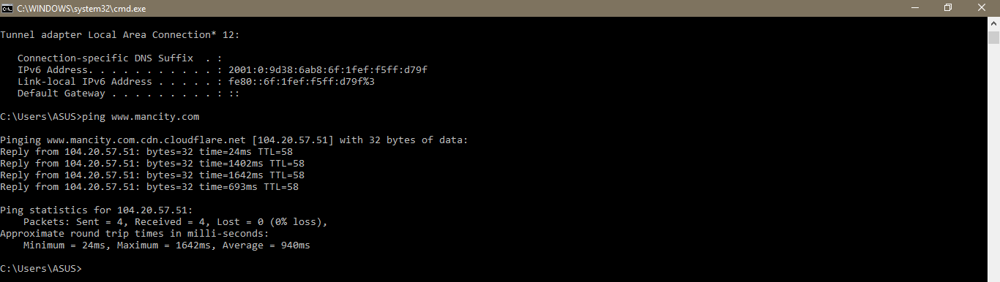 C:\WINDOWS\system32\cmd.exe
Tunnel adapter Local Area Connection* 12:
Connection-specific DNS Suffix  . :
IPv6 Address. . . . . . . . . . . : 2001:0:9d38:6ab8:6f:1fef:f5ff:d79f
Link-local IPv6 Address . . . . . : fe80::6f:1fef:f5ff:d79f%3
Default Gateway . . . . . . . . . : ::
C:\Users\ASUS>ping www.mancity.com
Pinging www.mancity.com.cdn.cloudflare.net [104.20.57.51] with 32 bytes of data:
Reply from 104.20.57.51: bytes=32 time=24ms TTL=58
Reply from 104.20.57.51: bytes=32 time=1402ms TTL=58
Reply from 104.20.57.51: bytes=32 time=1642ms TTL=58
Reply from 104.20.57.51: bytes=32 time=693ms TTL=58
Ping statistics for 104.20.57.51:
Packets: Sent = 4, Received = 4, Lost = 0 (0% loss),
Approximate round trip times in milli-seconds:
Minimum = 24ms, Maximum = 1642ms, Average = 940ms
C:\Users\ASUS>